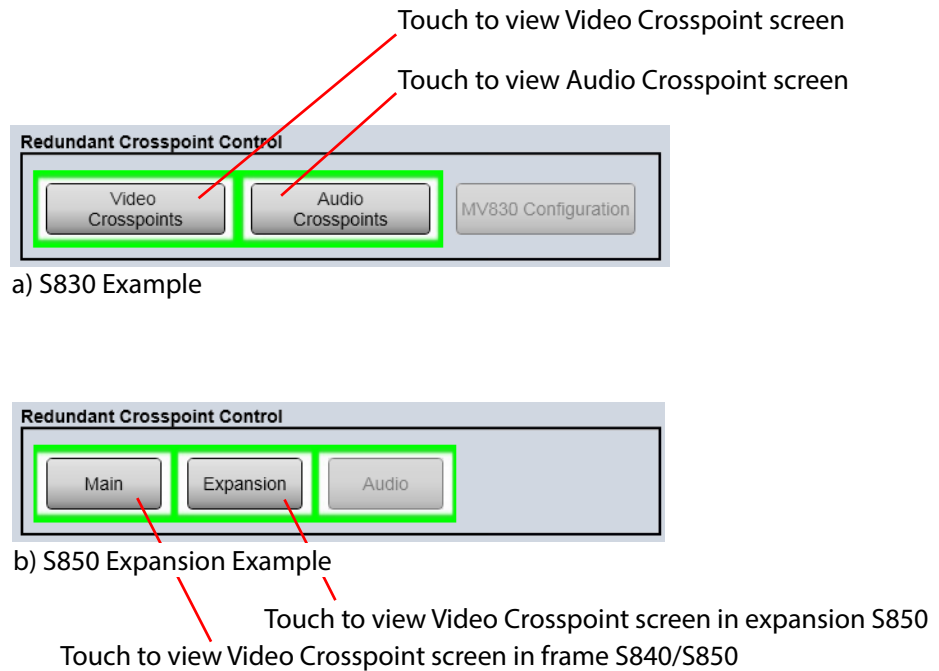 Touch to view Video Crosspoint screen
Touch to view Audio Crosspoint screen
Redundant Crosspoint Control
Video
Crosspoints
Audio
Crosspoints
MV830 Configuration
a) S830 Example
Redundant Crosspoint Control
Main
Expansion
Audio
b) S850 Expansion Example
Touch to view Video Crosspoint screen in expansion S850
Touch to view Video Crosspoint screen in frame S840/S850